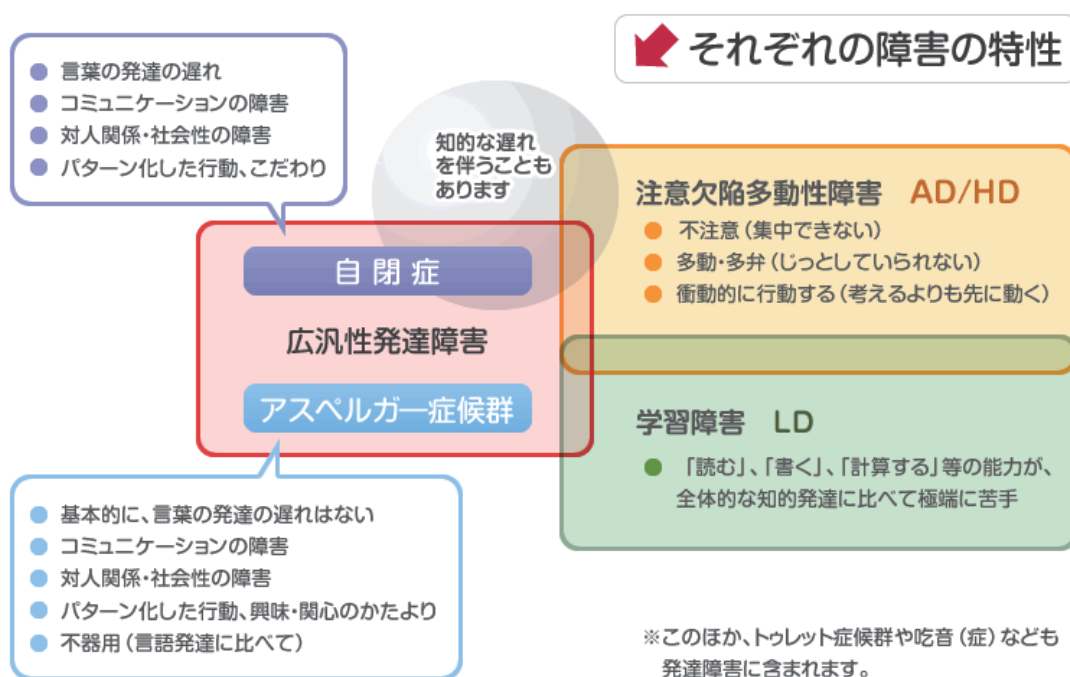 それぞれの障害の特性
● 言葉の発達の遅れ
● コミュニケーションの障害
● 対人関係・社会性の障害
● パターン化した行動、こだわり
知的な遅れ
を伴うことも
あります
自閉症
広汎性発達障害
アスペルガー症候群
● 基本的に、言葉の発達の遅れはない
● コミュニケーションの障害
● 対人関係・社会性の障害
● パターン化した行動、興味・関心のかたより
● 不器用(言語発達に比べて)
注意欠陥多動性障害 AD/HD
● 不注意(集中できない)
● 多動・多弁(じっとしていられない)
● 衝動的に行動する(考えるよりも先に動く)
学習障害 LD
● 「読む」、「書く」、「計算する」等の能力が、
全体的な知的発達に比べて極端に苦手
※このほか、トゥレット症候群や吃音(症)なども
発達障害に含まれます。